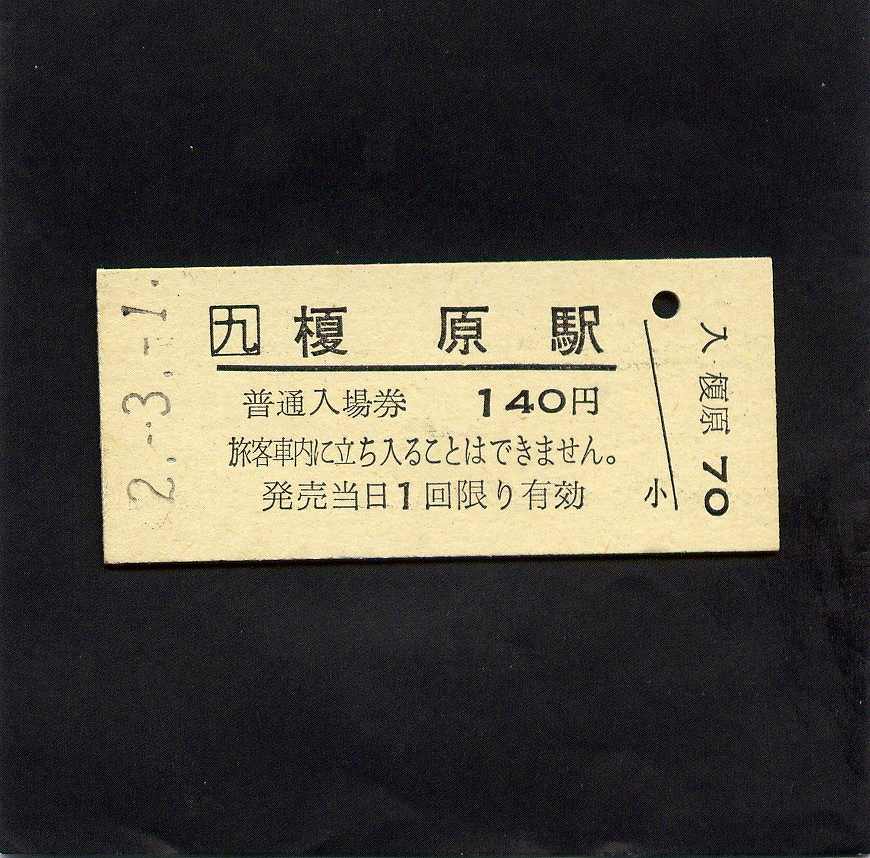 2.-3.-1.
九 榎原駅
普通入場券 140円
旅客車内に立ち入ることはできません。
発売当日1回限り有効
小
入・榎原 70